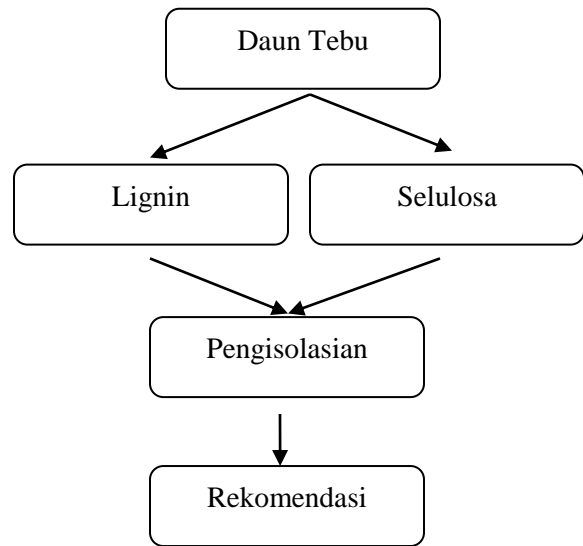 Daun Tebu
Lignin
Selulosa
Pengisolasian
Rekomendasi